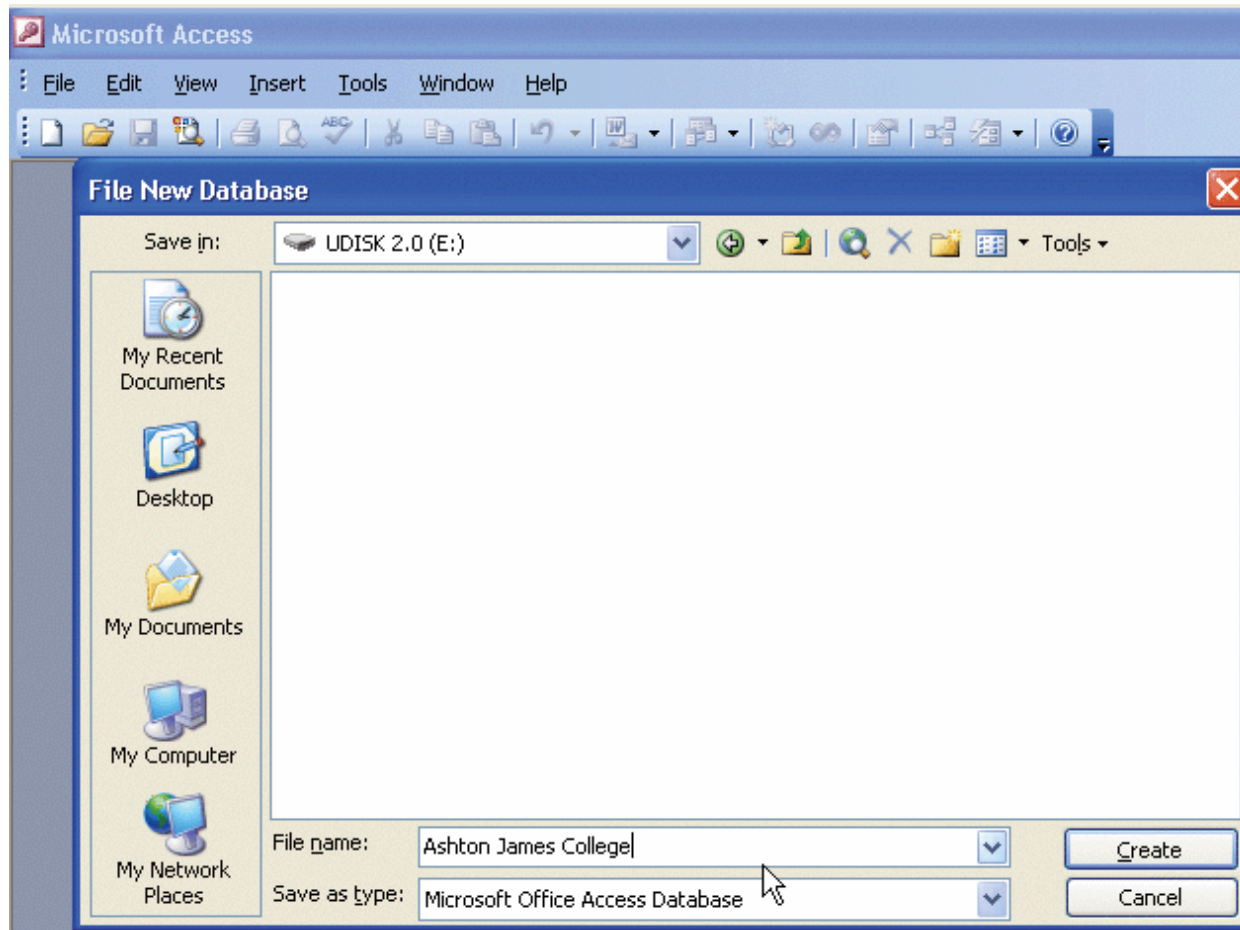 Microsoft Access
File Edit View Insert Tools Window Help
ABC
W
File New Database
Save in: UDISK 2.0 (E:) Tools
My Recent
Documents
Desktop
My Documents
My Computer
My Network
Places
File name: Ashton James College Create
Save as type: Microsoft Office Access Database Cancel